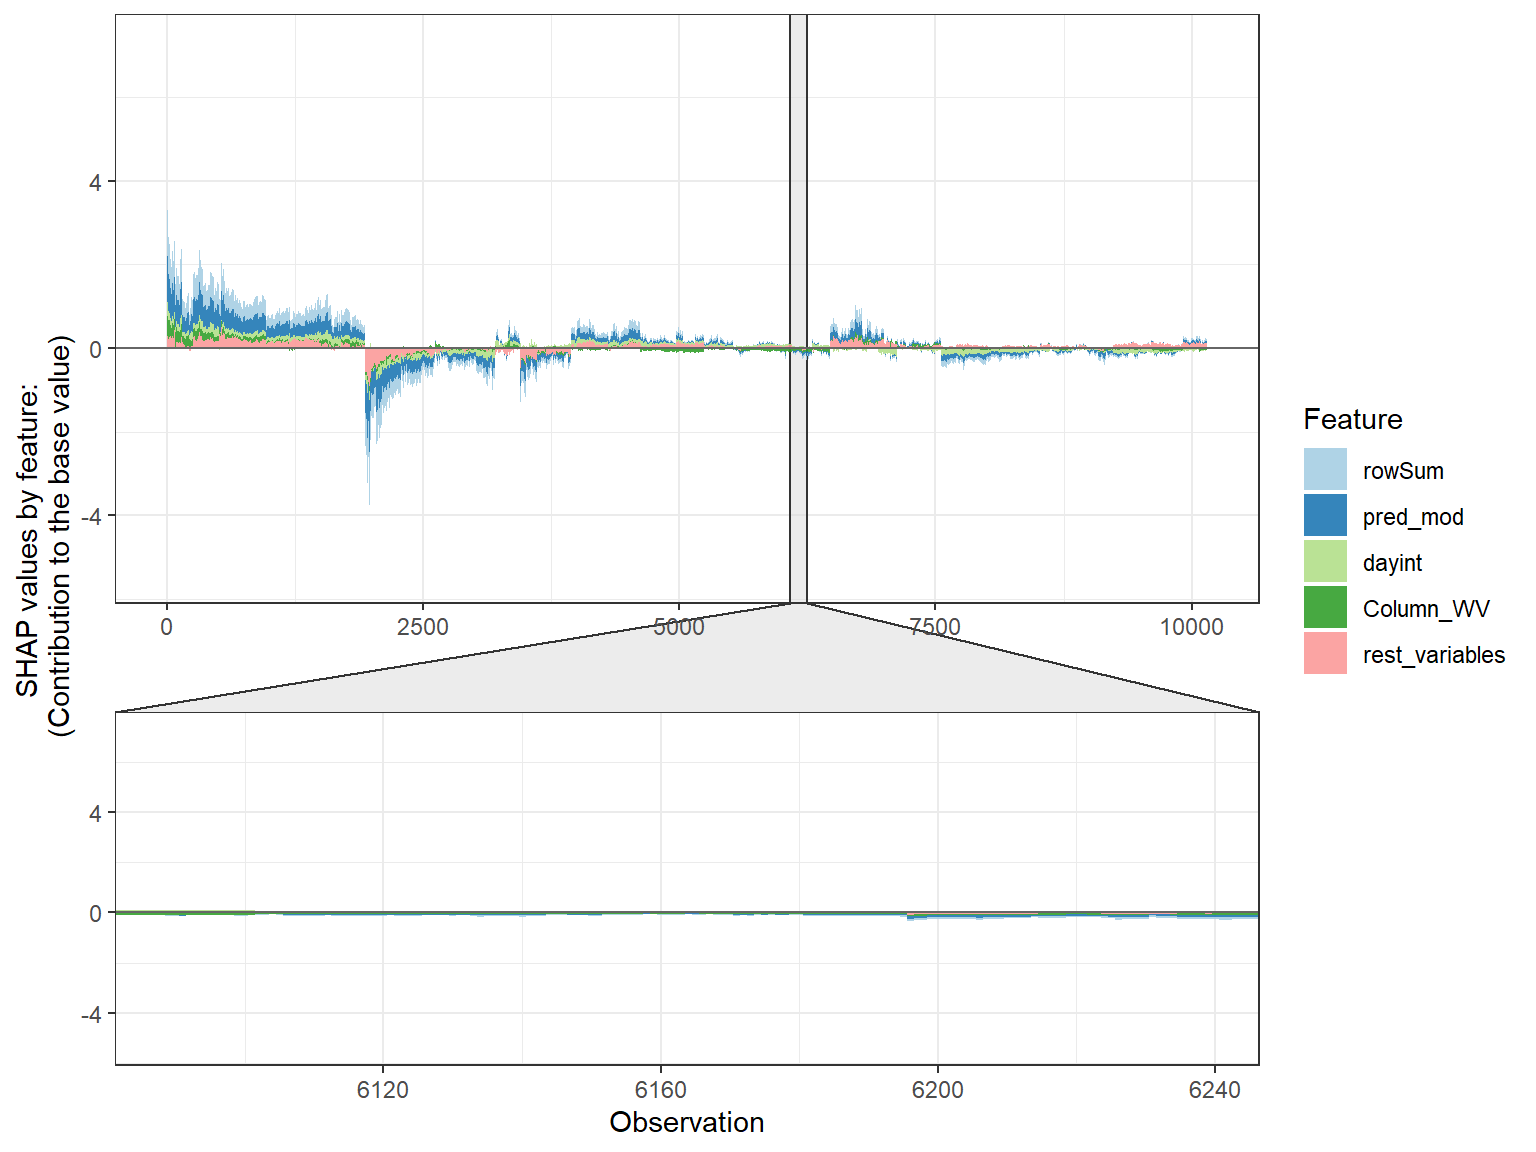 SHAP values by feature:
(Contribution to the base value)
4
0
-4
0
2500
5000
7500
10000
4
0
-4
6120
6160
6200
6240
Observation
Feature
rowSum
pred_mod
dayint
Column_WV
rest_variables